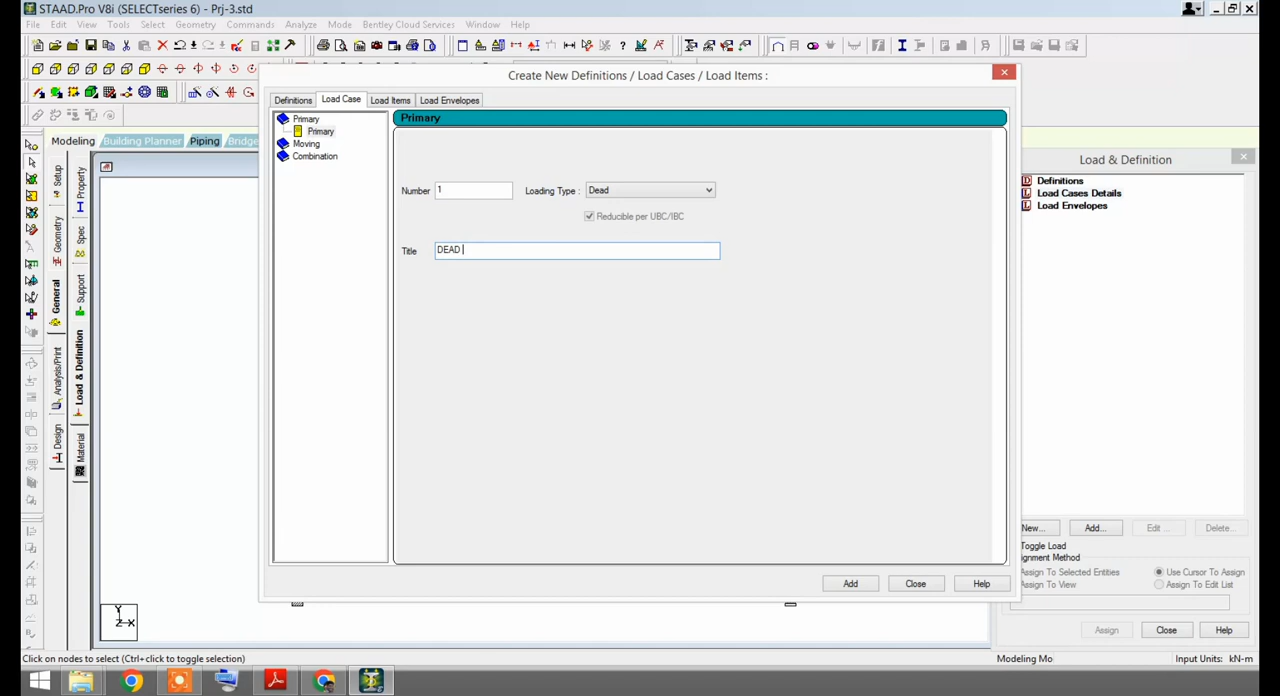 STAAD.Pro V8i (SELECTseries 6) - Prj-3.std
File Edit View Tools Select Geometry Commands Analyze Mode Bentley Cloud Services Window Help
Create New Definitions / Load Cases / Load Items :
Definitions Load Case Load Items Load Envelopes
Primary
Primary
Moving
Combination
Primary
Number 1 Loading Type : Dead
Reducible per UBC/IBC
Title DEAD
Add Close Help
Modeling Building Planner Piping Bridge
Setup
Geometry
General
Analysis/Print
Design
Property
Spec
Support
Load & Definition
Material
Load & Definition
Definitions
Load Cases Details
Load Envelopes
New... Add... Edit ... Delete...
Toggle Load
ignment Method
Assign To Selected Entities Use Cursor To Assign
Assign To View Assign To Edit List
Assign Close Help
Y
Z X
Click on nodes to select (Ctrl+click to toggle selection) Modeling Mo Input Units: kN-m